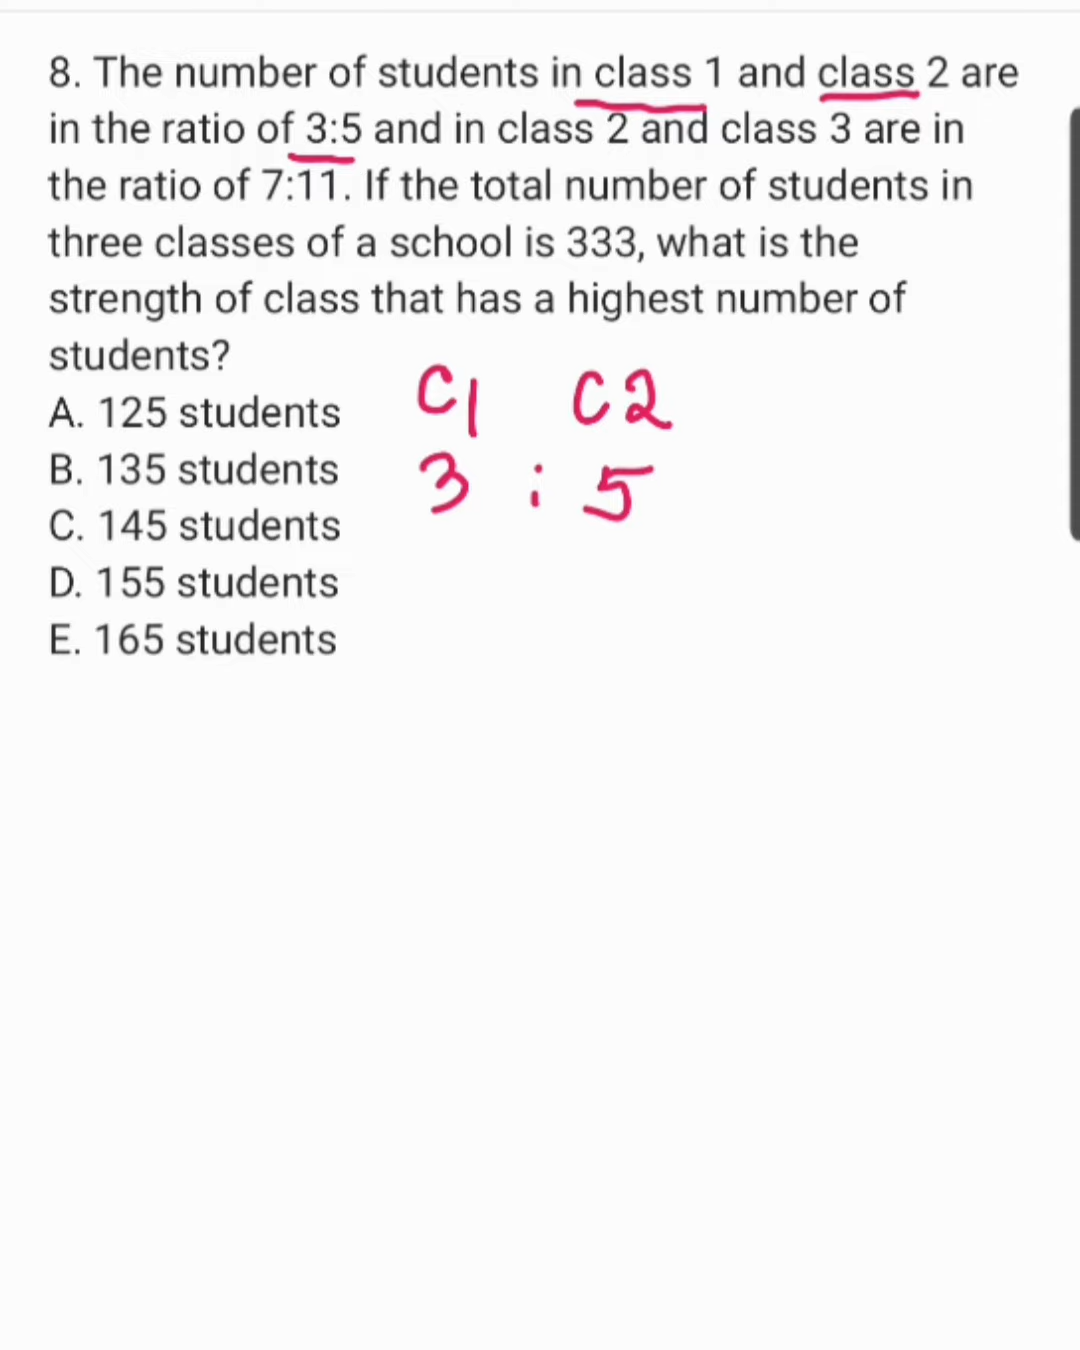 8. The number of students in class 1 and class 2 are
in the ratio of 3:5 and in class 2 and class 3 are in
the ratio of 7:11. If the total number of students in
three classes of a school is 333, what is the
strength of class that has a highest number of
students?
A. 125 students
B. 135 students
C. 145 students
D. 155 students
E. 165 students
C1 C2
3 : 5